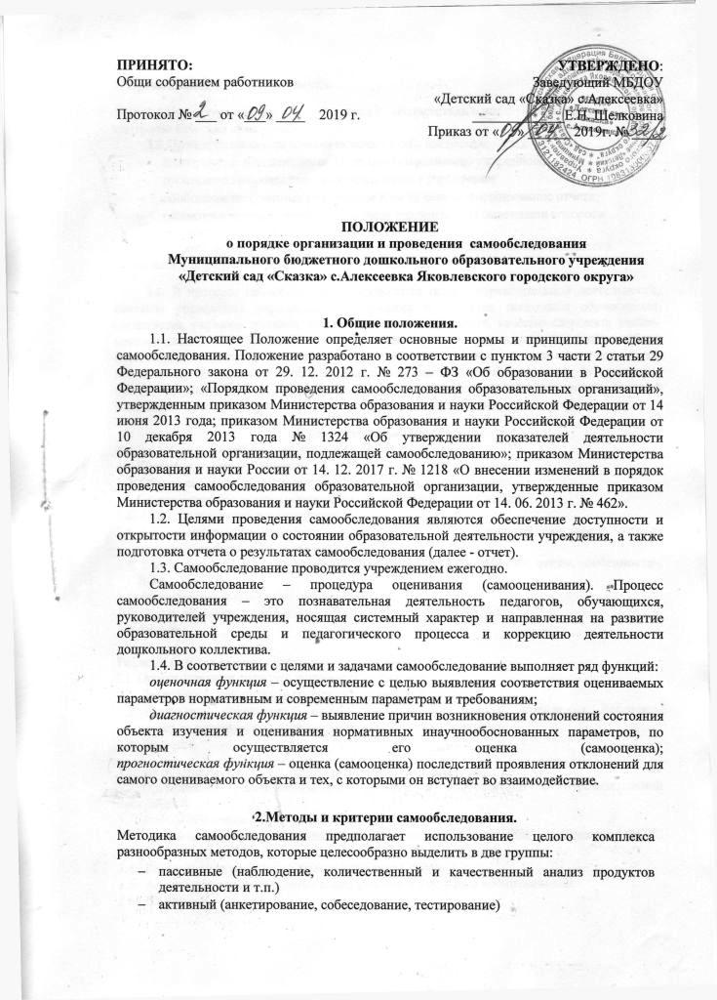 ПРИНЯТО:
Общи собранием работников
Протокол № 2 от « 09 » 04 2019 г.
УТВЕРЖДЕНО:
Заведующий МБДОУ
«Детский сад «Сказка» с.Алексеевка»
Е.Н. Шелковина
Приказ от « 09 » 04 2019г. № 32/2
ПОЛОЖЕНИЕ
о порядке организации и проведения самообследования
Муниципального бюджетного дошкольного образовательного учреждения
«Детский сад «Сказка» с.Алексеевка Яковлевского городского округа»
1. Общие положения.
1.1. Настоящее Положение определяет основные нормы и принципы проведения
самообследования. Положение разработано в соответствии с пунктом 3 части 2 статьи 29
Федерального закона от 29. 12. 2012 г. № 273 – ФЗ «Об образовании в Российской
Федерации»; «Порядком проведения самообследования образовательных организаций»,
утвержденным приказом Министерства образования и науки Российской Федерации от 14
июня 2013 года; приказом Министерства образования и науки Российской Федерации от
10 декабря 2013 года № 1324 «Об утверждении показателей деятельности
образовательной организации, подлежащей самообследованию»; приказом Министерства
образования и науки России от 14. 12. 2017 г. № 1218 «О внесении изменений в порядок
проведения самообследования образовательной организации, утвержденные приказом
Министерства образования и науки Российской Федерации от 14. 06. 2013 г. № 462».
1.2. Целями проведения самообследования являются обеспечение доступности и
открытости информации о состоянии образовательной деятельности учреждения, а также
подготовка отчета о результатах самообследования (далее - отчет).
1.3. Самообследование проводится учреждением ежегодно.
Самообследование – процедура оценивания (самооценивания). Процесс
самообследования – это познавательная деятельность педагогов, обучающихся,
руководителей учреждения, носящая системный характер и направленная на развитие
образовательной среды и педагогического процесса и коррекцию деятельности
дошкольного коллектива.
1.4. В соответствии с целями и задачами самообследование выполняет ряд функций:
оценочная функция – осуществление с целью выявления соответствия оцениваемых
параметров нормативным и современным параметрам и требованиям;
диагностическая функция – выявление причин возникновения отклонений состояния
объекта изучения и оценивания нормативных инаучнообоснованных параметров, по
которым осуществляется его оценка (самооценка);
прогностическая функция – оценка (самооценка) последствий проявления отклонений для
самого оцениваемого объекта и тех, с которыми он вступает во взаимодействие.
2.Методы и критерии самообследования.
Методика самообследования предполагает использование целого комплекса
разнообразных методов, которые целесообразно выделить в две группы:
– пассивные (наблюдение, количественный и качественный анализ продуктов
деятельности и т.п.)
– активный (анкетирование, собеседование, тестирование)